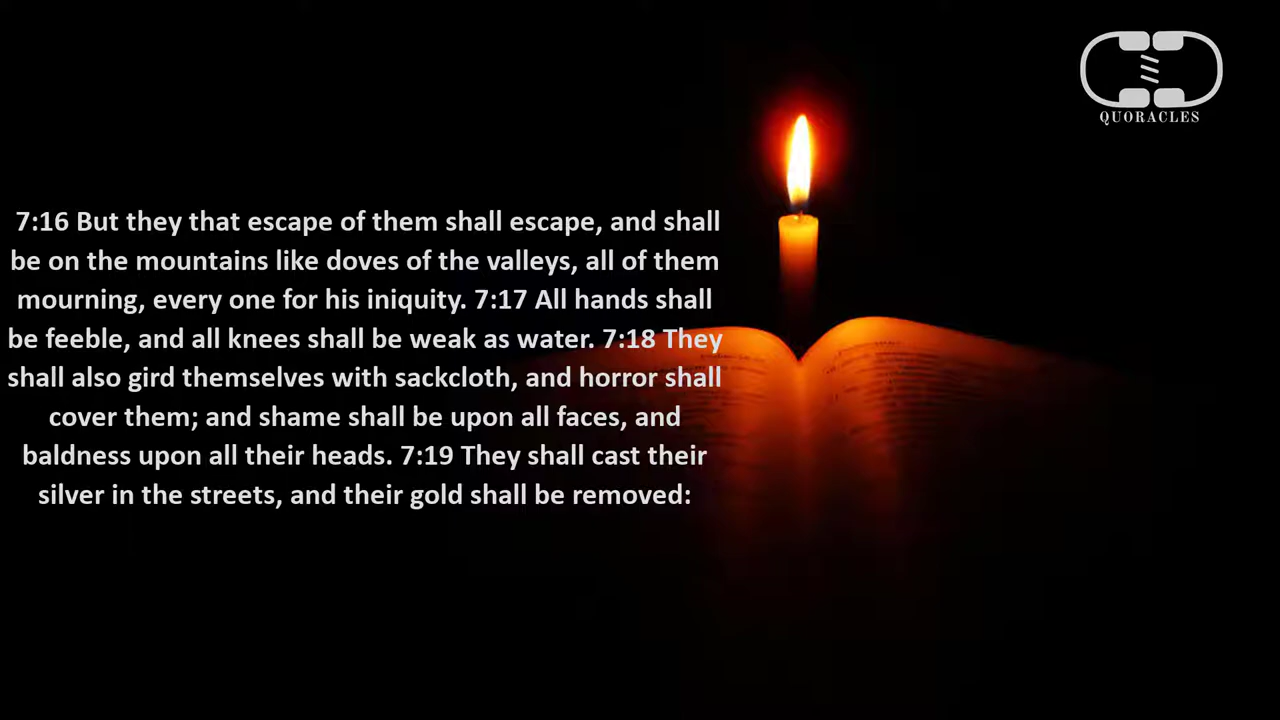 QUORACLES
7:16 But they that escape of them shall escape, and shall
be on the mountains like doves of the valleys, all of them
mourning, every one for his iniquity. 7:17 All hands shall
be feeble, and all knees shall be weak as water. 7:18 They
shall also gird themselves with sackcloth, and horror shall
cover them; and shame shall be upon all faces, and
baldness upon all their heads. 7:19 They shall cast their
silver in the streets, and their gold shall be removed: